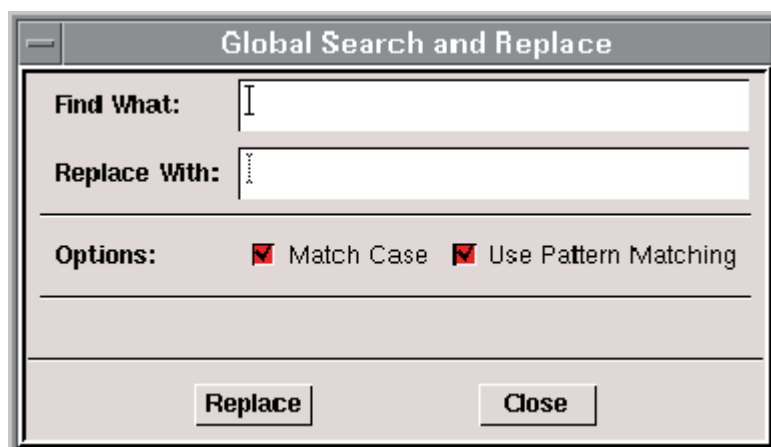 Global Search and Replace
Find What:
Replace With:
Options: Match Case Use Pattern Matching
Replace Close